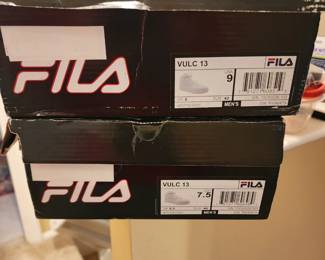 FILA
VULC 13
FILA
9
MEN'S
FILA
VULC 13
FILA
7.5
MEN'S